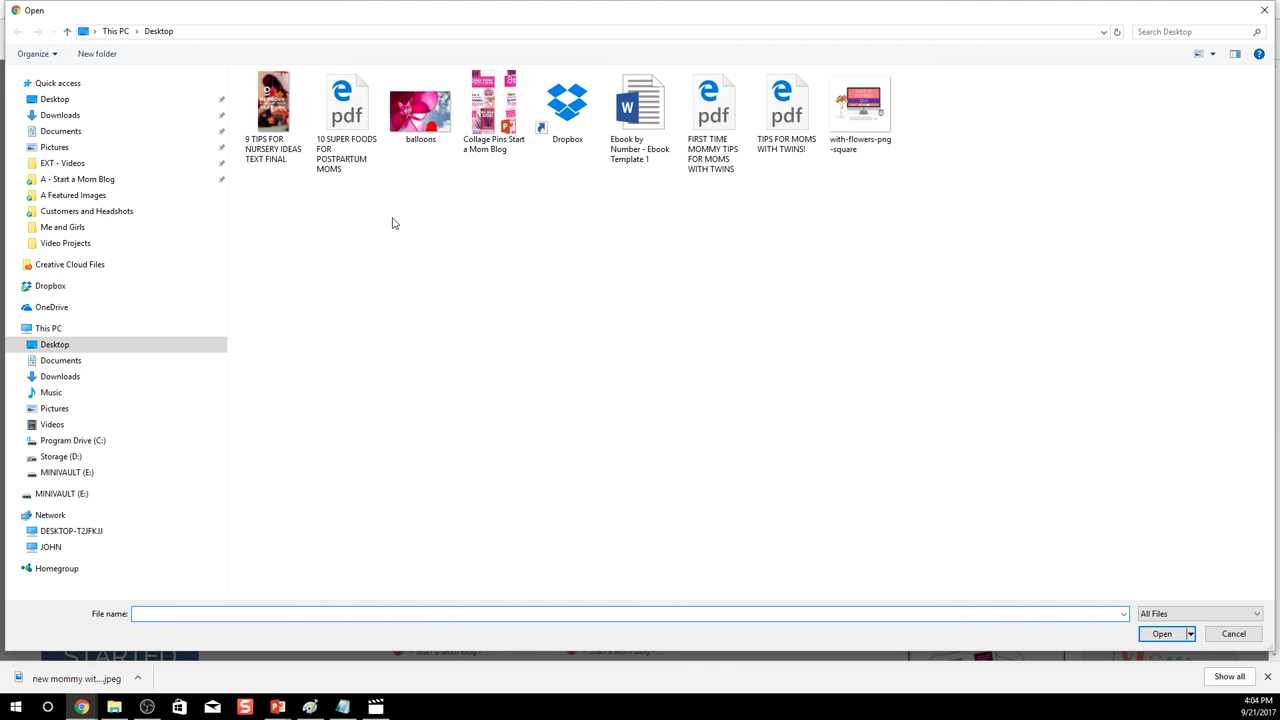 Open
This PC > Desktop
Search Desktop
Organize
New folder
Quick access
Desktop
Downloads
Documents
Pictures
EXT - Videos
A - Start a Mom Blog
A Featured Images
Customers and Headshots
Me and Girls
Video Projects
Creative Cloud Files
Dropbox
OneDrive
This PC
Desktop
Documents
Downloads
Music
Pictures
Videos
Program Drive (C:)
Storage (D:)
MINIVAULT (E:)
MINIVAULT (E:)
Network
DESKTOP-T2JFKJJ
JOHN
Homegroup
9 TIPS FOR
NURSERY IDEAS
TEXT FINAL
pdf
10 SUPER FOODS
FOR
POSTPARTUM
MOMS
balloons
Collage Pins Start
a Mom Blog
Dropbox
W
Ebook by
Number - Ebook
Template 1
pdf
FIRST TIME
MOMMY TIPS
FOR MOMS
WITH TWINS
pdf
TIPS FOR MOMS
WITH TWINS!
with-flowers-png
-square
File name:
All Files
Open
Cancel
STARTED
new mommy wit....jpeg
Show all
4:04 PM
9/21/2017